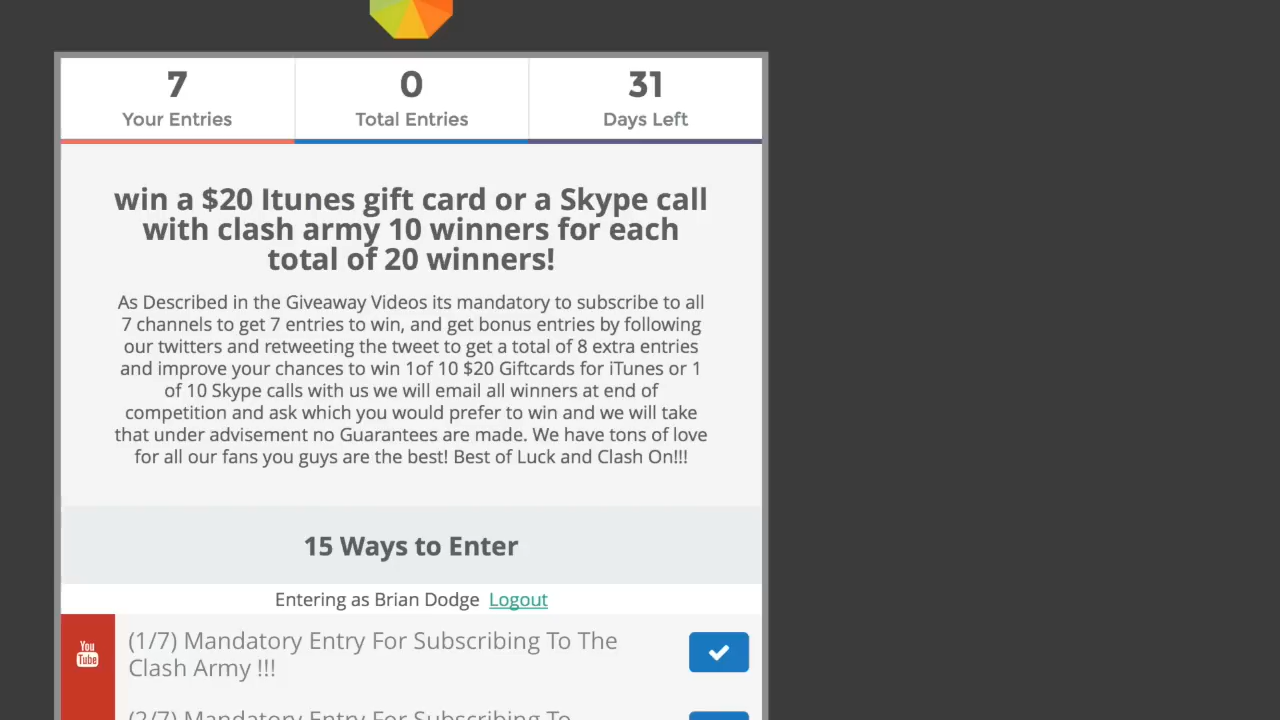 7
Your Entries
0
Total Entries
31
Days Left
win a $20 Itunes gift card or a Skype call
with clash army 10 winners for each
total of 20 winners!
As Described in the Giveaway Videos its mandatory to subscribe to all
7 channels to get 7 entries to win, and get bonus entries by following
our twitters and retweeting the tweet to get a total of 8 extra entries
and improve your chances to win 1of 10 $20 Giftcards for iTunes or 1
of 10 Skype calls with us we will email all winners at end of
competition and ask which you would prefer to win and we will take
that under advisement no Guarantees are made. We have tons of love
for all our fans you guys are the best! Best of Luck and Clash On!!!
15 Ways to Enter
Entering as Brian Dodge Logout
You
Tube
(1/7) Mandatory Entry For Subscribing To The
Clash Army !!!
(2/7) Mandatory Entry For Subscribing To